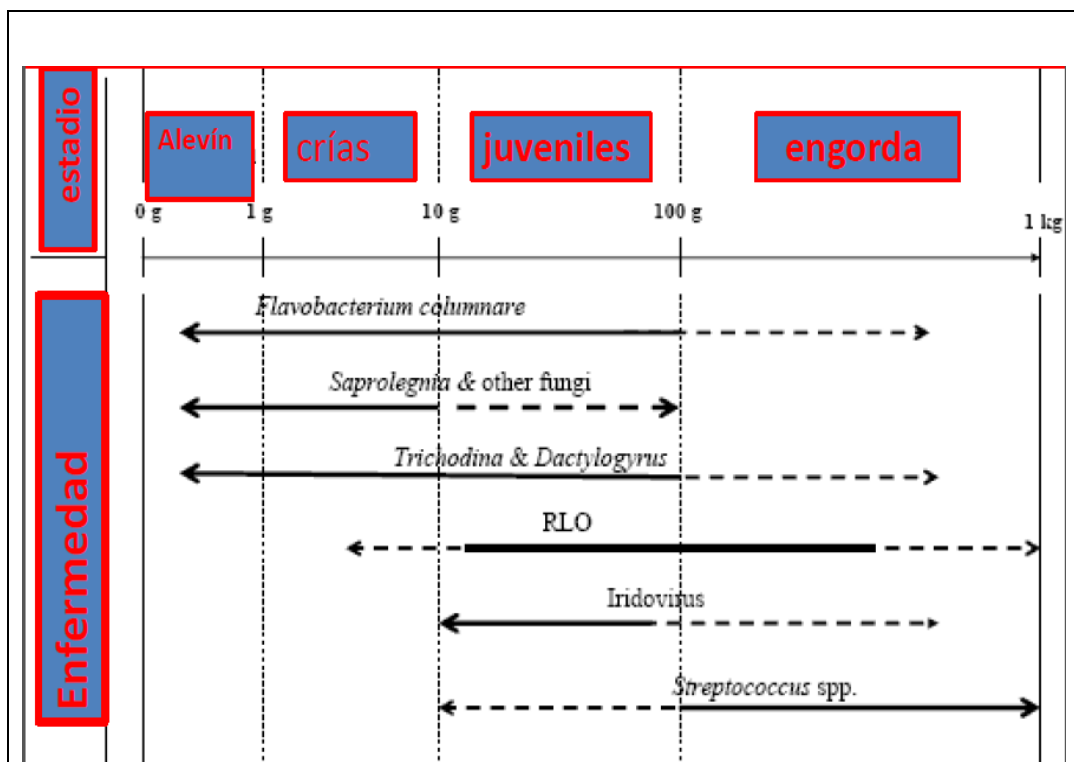 estadio
Alevín
crías
juveniles
engorda
0 g
1 g
10 g
100 g
1 kg
Enfermedad
Flavobacterium columnare
Saprolegnia & other fungi
Trichodina & Dactylogyrus
RLO
Iridovirus
Streptococcus spp.